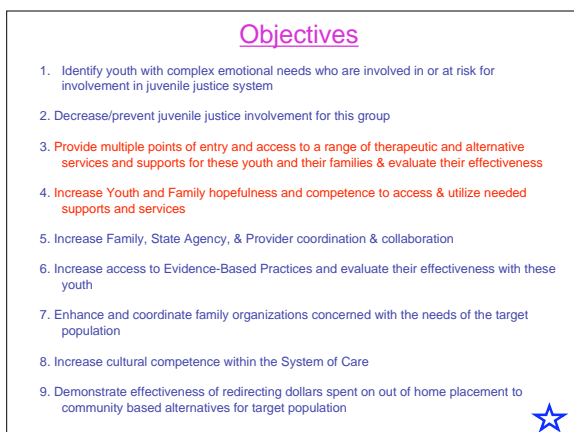 Objectives
1. Identify youth with complex emotional needs who are involved in or at risk for
involvement in juvenile justice system
2. Decrease/prevent juvenile justice involvement for this group
3. Provide multiple points of entry and access to a range of therapeutic and alternative
services and supports for these youth and their families & evaluate their effectiveness
4. Increase Youth and Family hopefulness and competence to access & utilize needed
supports and services
5. Increase Family, State Agency, & Provider coordination & collaboration
6. Increase access to Evidence-Based Practices and evaluate their effectiveness with these
youth
7. Enhance and coordinate family organizations concerned with the needs of the target
population
8. Increase cultural competence within the System of Care
9. Demonstrate effectiveness of redirecting dollars spent on out of home placement to
community based alternatives for target population